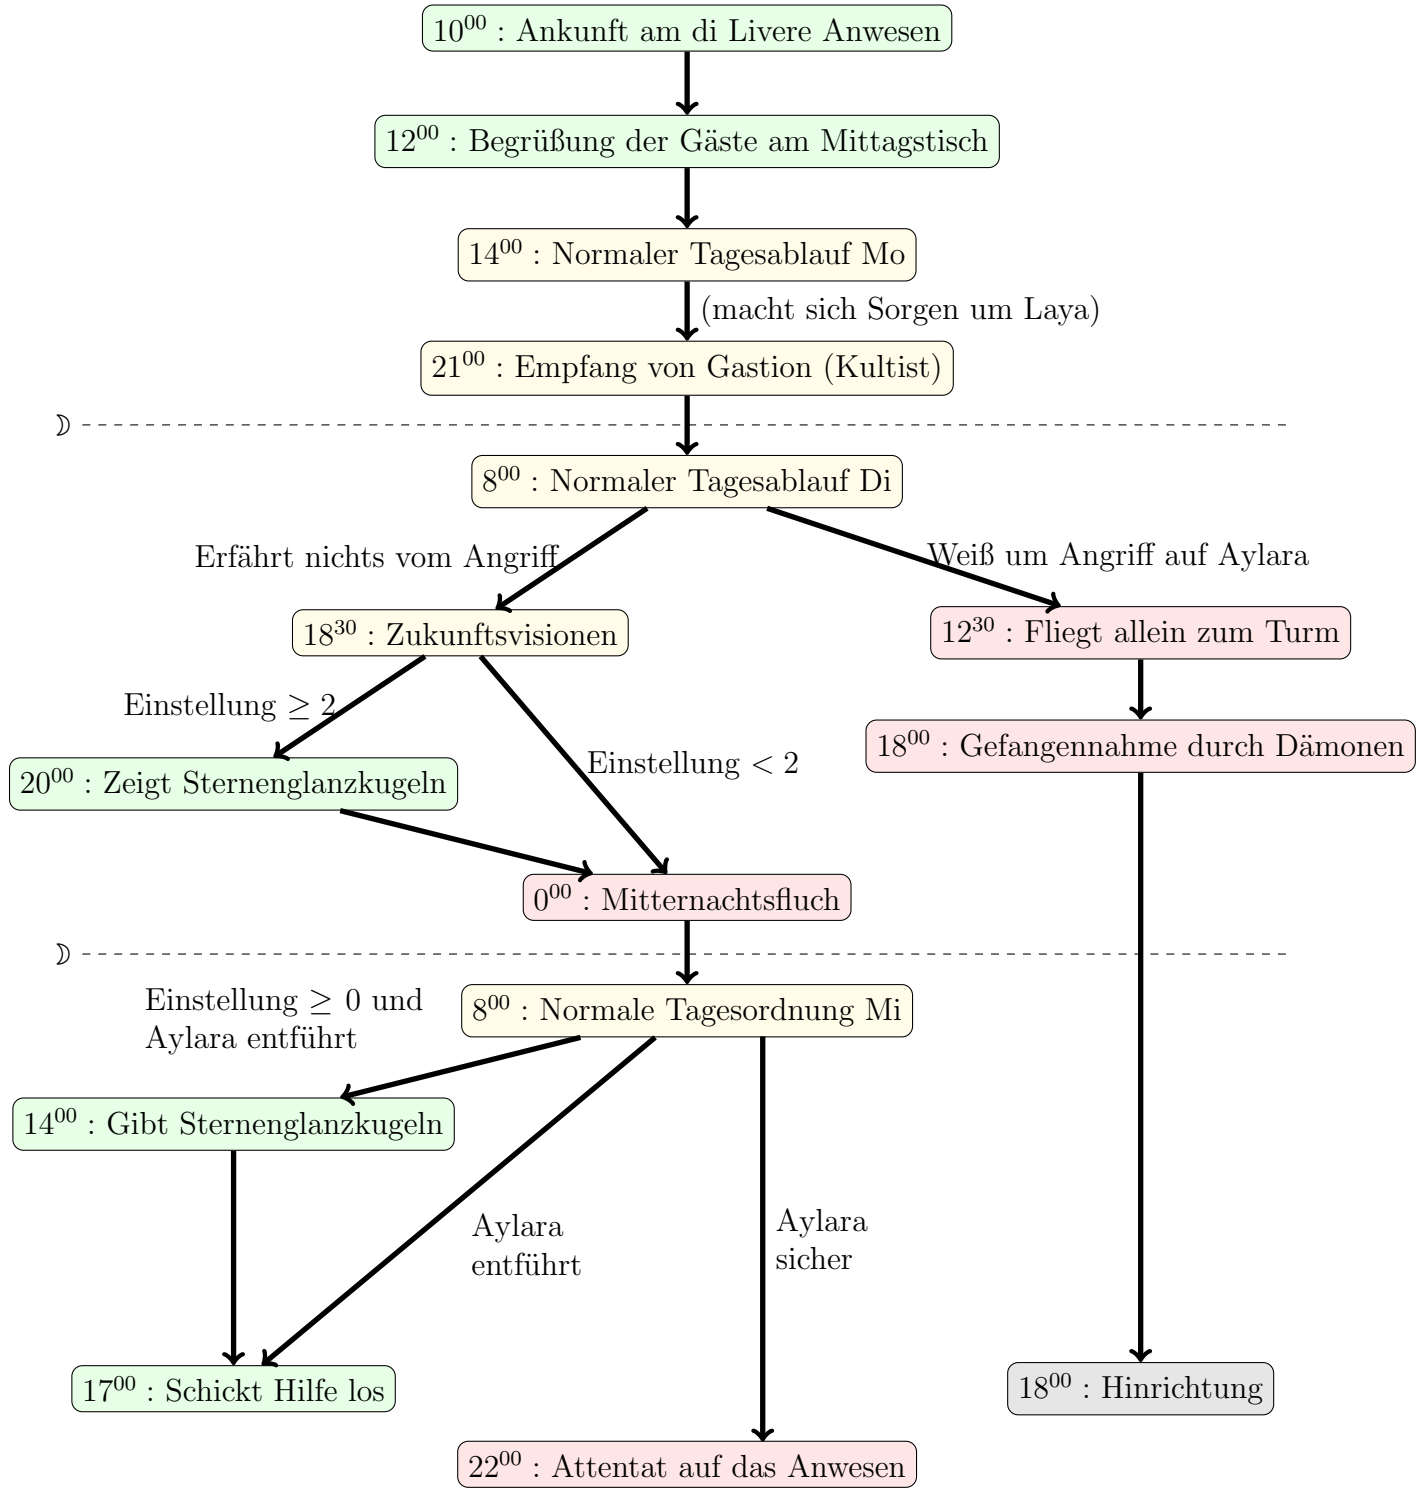 10⁰⁰ : Ankunft am di Livere Anwesen
12⁰⁰ : Begrüßung der Gäste am Mittagstisch
14⁰⁰ : Normaler Tagesablauf Mo
(macht sich Sorgen um Laya)
21⁰⁰ : Empfang von Gastion (Kultist)
8⁰⁰ : Normaler Tagesablauf Di
Erfährt nichts vom Angriff
Weiß um Angriff auf Aylara
18³⁰ : Zukunftsvisionen
12³⁰ : Fliegt allein zum Turm
Einstellung ≥ 2
18⁰⁰ : Gefangennahme durch Dämonen
Einstellung < 2
20⁰⁰ : Zeigt Sternenglanzkugeln
0⁰⁰ : Mitternachtsfluch
Einstellung ≥ 0 und
Aylara entführt
8⁰⁰ : Normale Tagesordnung Mi
14⁰⁰ : Gibt Sternenglanzkugeln
Aylara
entführt
Aylara
sicher
17⁰⁰ : Schickt Hilfe los
18⁰⁰ : Hinrichtung
22⁰⁰ : Attentat auf das Anwesen